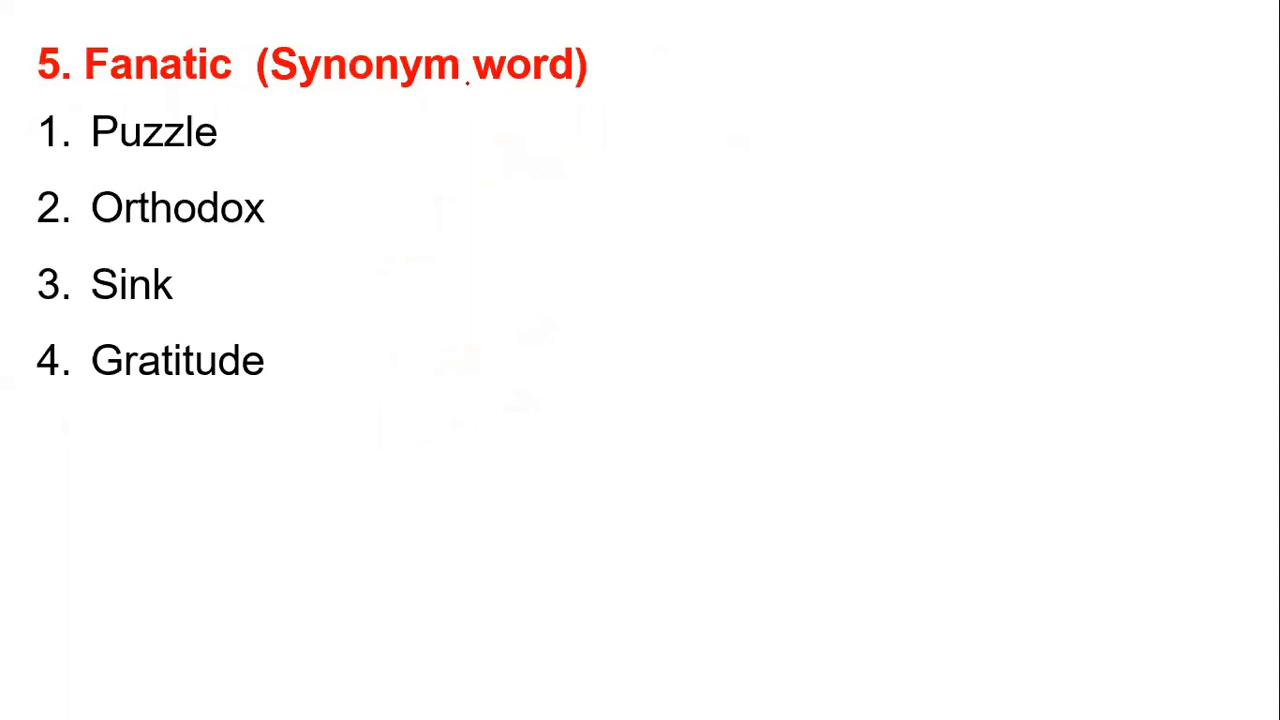 5. Fanatic (Synonym word)
1. Puzzle
2. Orthodox
3. Sink
4. Gratitude